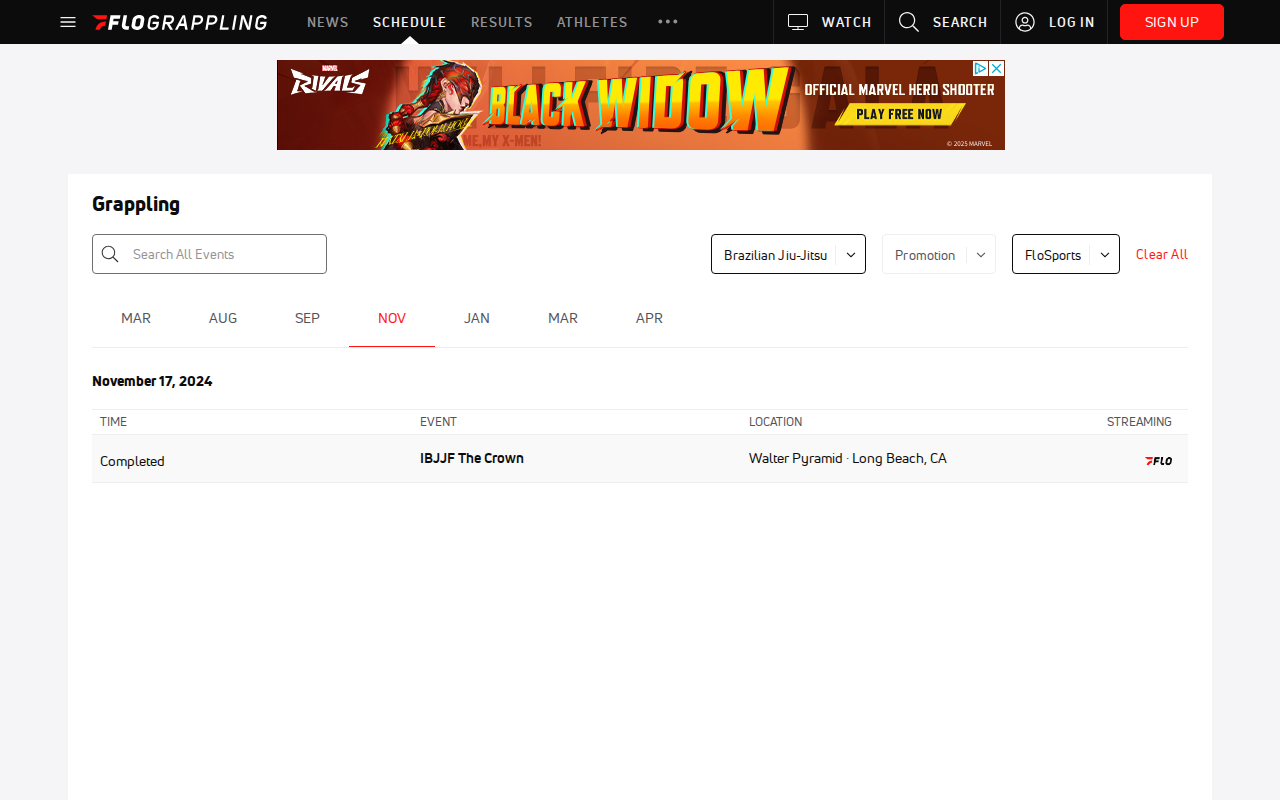 FLOGRAPPLING
NEWS
SCHEDULE
RESULTS
ATHLETES
WATCH
SEARCH
LOG IN
SIGN UP
MARVEL
RIVALS
BLACK WIDOW
ME, MY X-MEN!
OFFICIAL MARVEL HERO SHOOTER
PLAY FREE NOW
© 2025 MARVEL
Grappling
Search All Events
Brazilian Jiu-Jitsu
Promotion
FloSports
Clear All
MAR
AUG
SEP
NOV
JAN
MAR
APR
November 17, 2024
TIME
EVENT
LOCATION
STREAMING
Completed
IBJJF The Crown
Walter Pyramid · Long Beach, CA
FLO